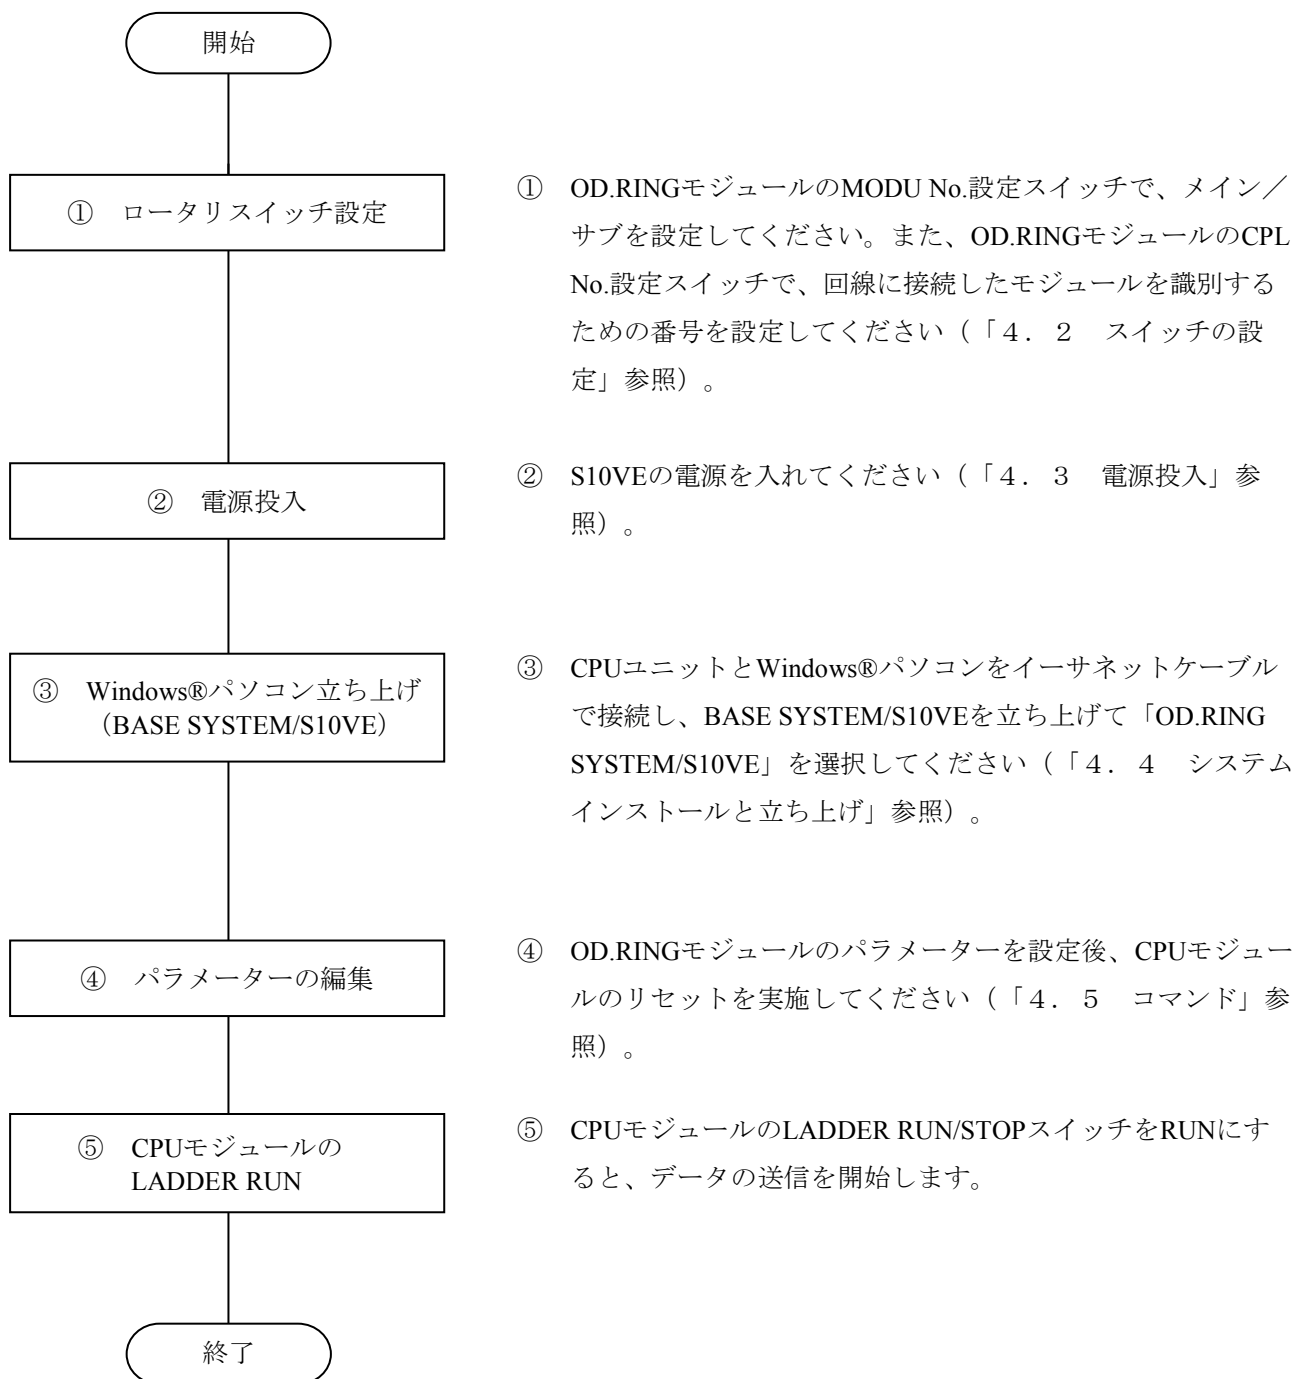 開始
① ロータリスイッチ設定
① OD.RINGモジュールのMODU No.設定スイッチで、メイン／
サブを設定してください。また、OD.RINGモジュールのCPL
No.設定スイッチで、回線に接続したモジュールを識別する
ための番号を設定してください（「４．２　スイッチの設
定」参照）。
② 電源投入
② S10VEの電源を入れてください（「４．３　電源投入」参
照）。
③ Windows®パソコン立ち上げ
（BASE SYSTEM/S10VE）
③ CPUユニットとWindows®パソコンをイーサネットケーブル
で接続し、BASE SYSTEM/S10VEを立ち上げて「OD.RING
SYSTEM/S10VE」を選択してください（「４．４　システム
インストールと立ち上げ」参照）。
④ パラメーターの編集
④ OD.RINGモジュールのパラメーターを設定後、CPUモジュー
ルのリセットを実施してください（「４．５　コマンド」参
照）。
⑤ CPUモジュールの
LADDER RUN
⑤ CPUモジュールのLADDER RUN/STOPスイッチをRUNにす
ると、データの送信を開始します。
終了